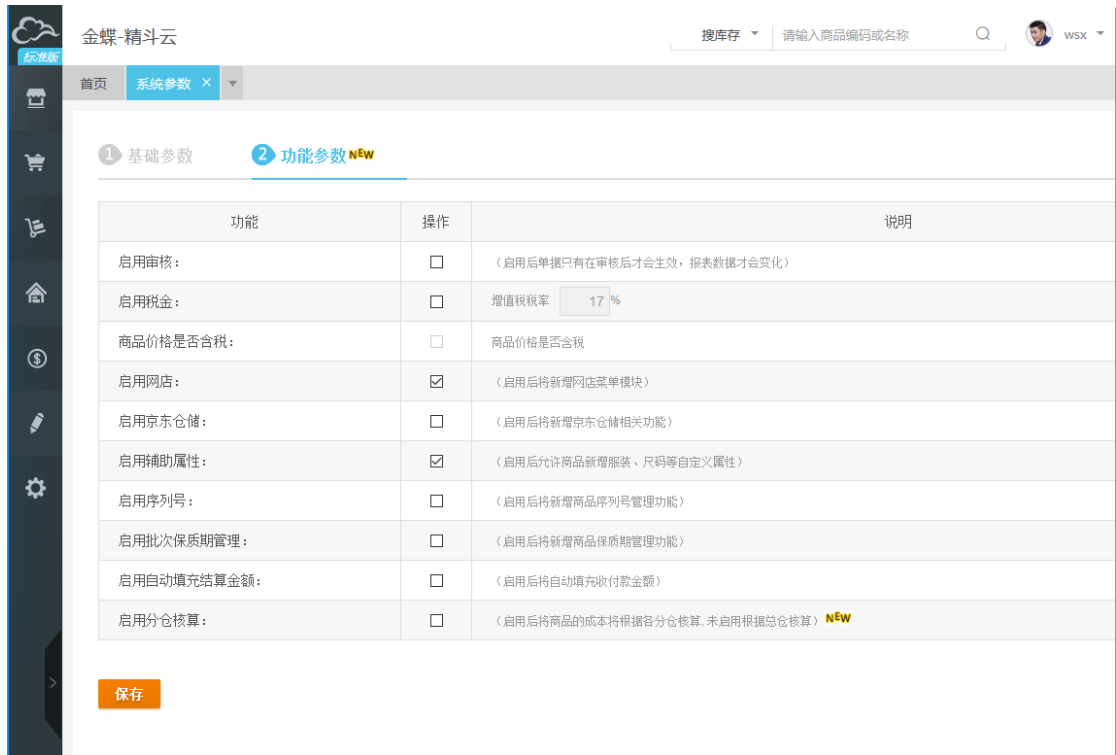 金蝶-精斗云
搜库存 请输入商品编码或名称 wsx
标准版
首页 系统参数 ×
1 基础参数 2 功能参数 NEW
功能 操作 说明
启用审核： （启用后单据只有在审核后才会生效，报表数据才会变化）
启用税金： 增值税税率 17 %
商品价格是否含税： 商品价格是否含税
启用网店： （启用后将新增网店菜单模块）
启用京东仓储： （启用后将新增京东仓储相关功能）
启用辅助属性： （启用后允许商品新增服装、尺码等自定义属性）
启用序列号： （启用后将新增商品序列号管理功能）
启用批次保质期管理： （启用后将新增商品保质期管理功能）
启用自动填充结算金额： （启用后将自动填充收付款金额）
启用分仓核算： （启用后将商品的成本将根据各分仓核算,未启用根据总仓核算） NEW
保存